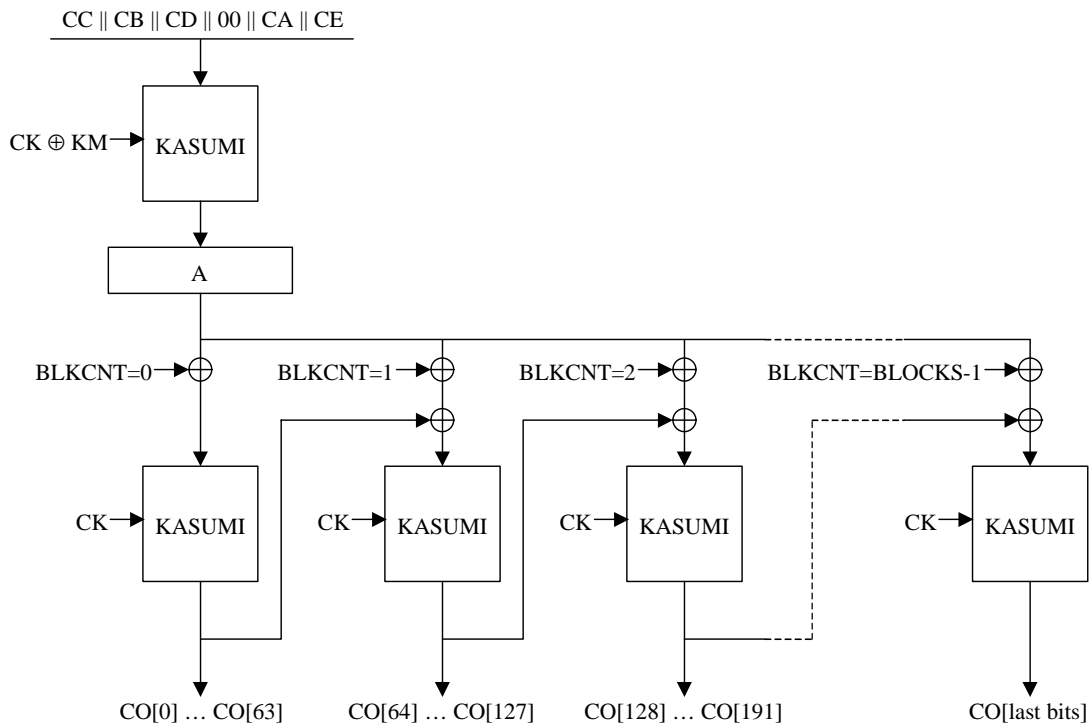 CC || CB || CD || 00 || CA || CE
CK ⊕ KM
KASUMI
A
BLKCNT=0
BLKCNT=1
BLKCNT=2
BLKCNT=BLOCKS-1
CK
KASUMI
CK
KASUMI
CK
KASUMI
CK
KASUMI
CO[0] … CO[63]
CO[64] … CO[127]
CO[128] … CO[191]
CO[last bits]